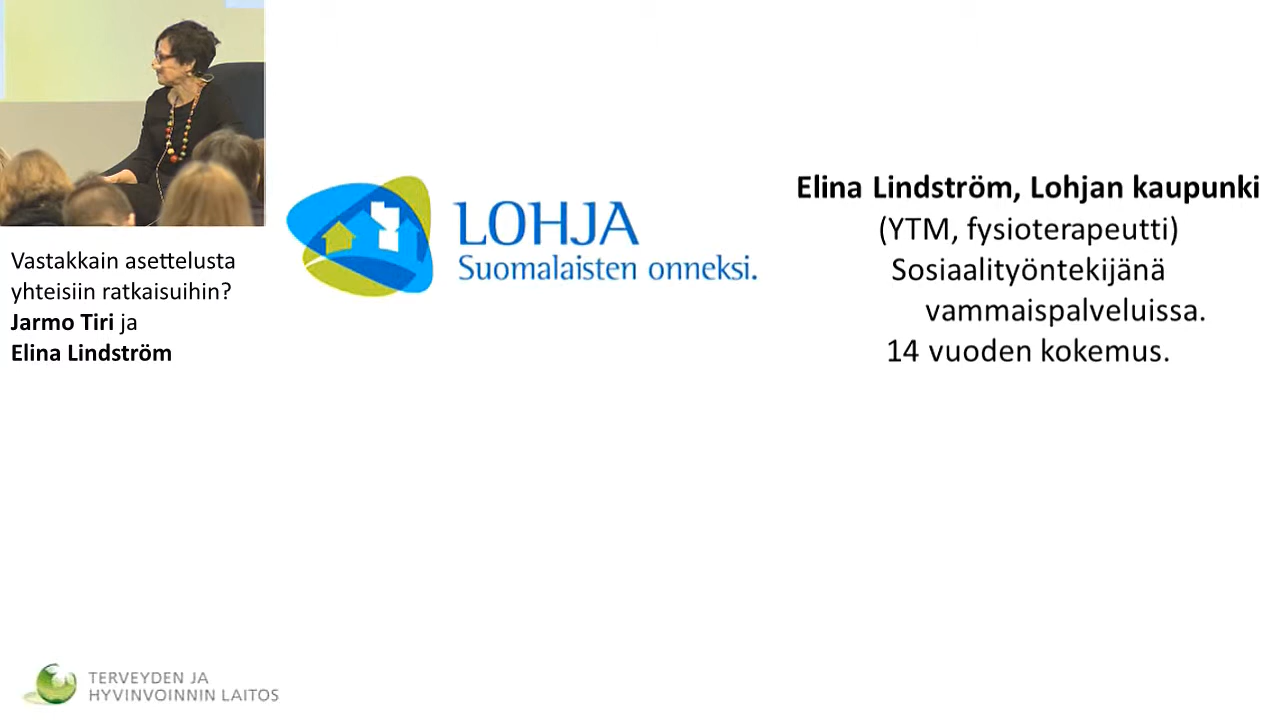 Vastakkain asettelusta
yhteisiin ratkaisuihin?
Jarmo Tiri ja
Elina Lindström
LOHJA
Suomalaisten onneksi.
Elina Lindström, Lohjan kaupunki
(YTM, fysioterapeutti)
Sosiaalityöntekijänä
vammaispalveluissa.
14 vuoden kokemus.
TERVEYDEN JA
HYVINVOINNIN LAITOS